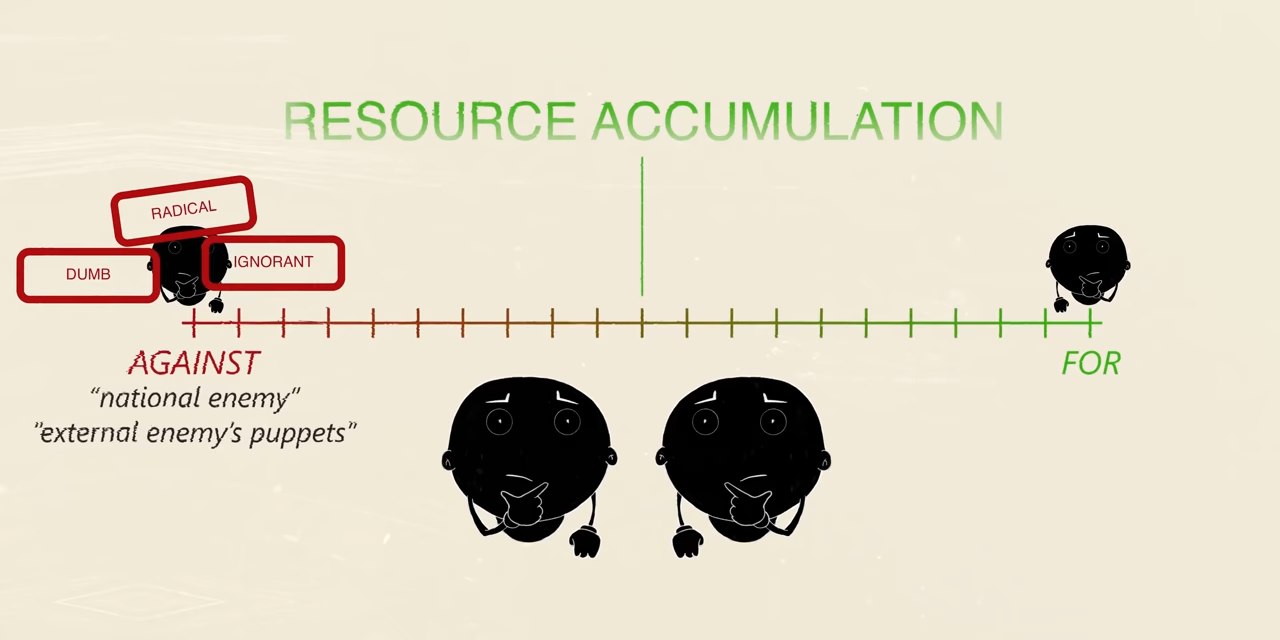 RESOURCE ACCUMULATION
RADICAL
DUMB
IGNORANT
AGAINST
FOR
“national enemy”
”external enemy’s puppets”